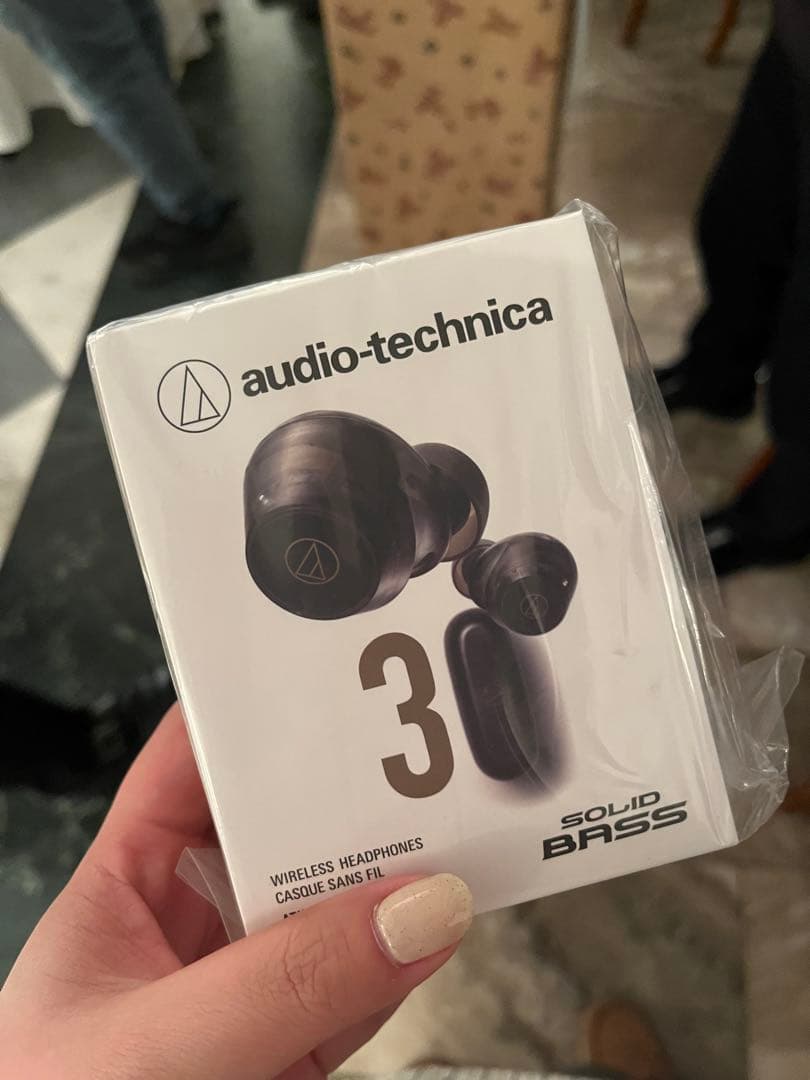 audio-technica
3
SOLID
BASS
WIRELESS HEADPHONES
CASQUE SANS FIL